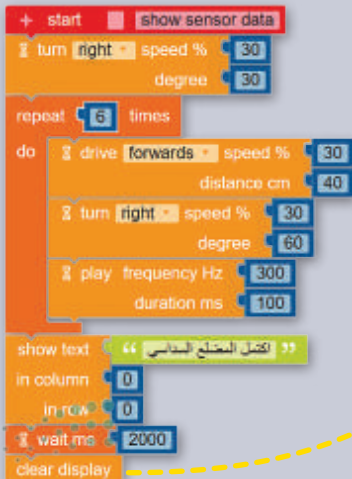 + start show sensor data
turn right speed % 30
degree 30
repeat 6 times
do drive forwards speed % 30
distance cm 40
turn right speed % 30
degree 60
play frequency Hz 300
duration ms 100
show text “ اكتمل المضلع السداسي ”
in column 0
in row 0
wait ms 2000
clear display